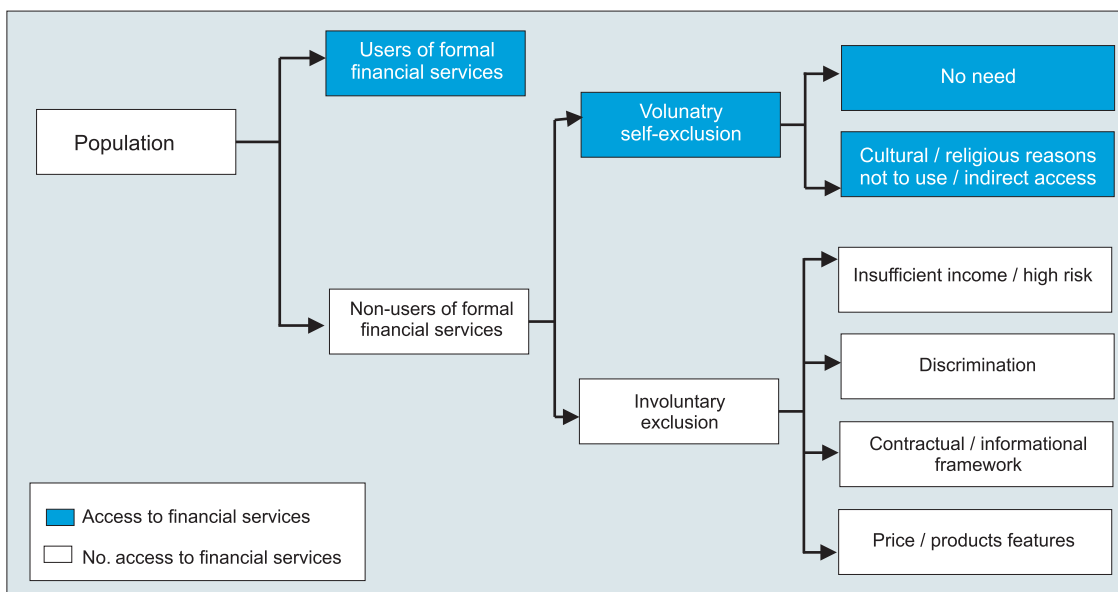 Users of formal
financial services
Population
Non-users of formal
financial services
Volunatry
self-exclusion
Involuntary
exclusion
No need
Cultural / religious reasons
not to use / indirect access
Insufficient income / high risk
Discrimination
Contractual / informational
framework
Price / products features
Access to financial services
No. access to financial services